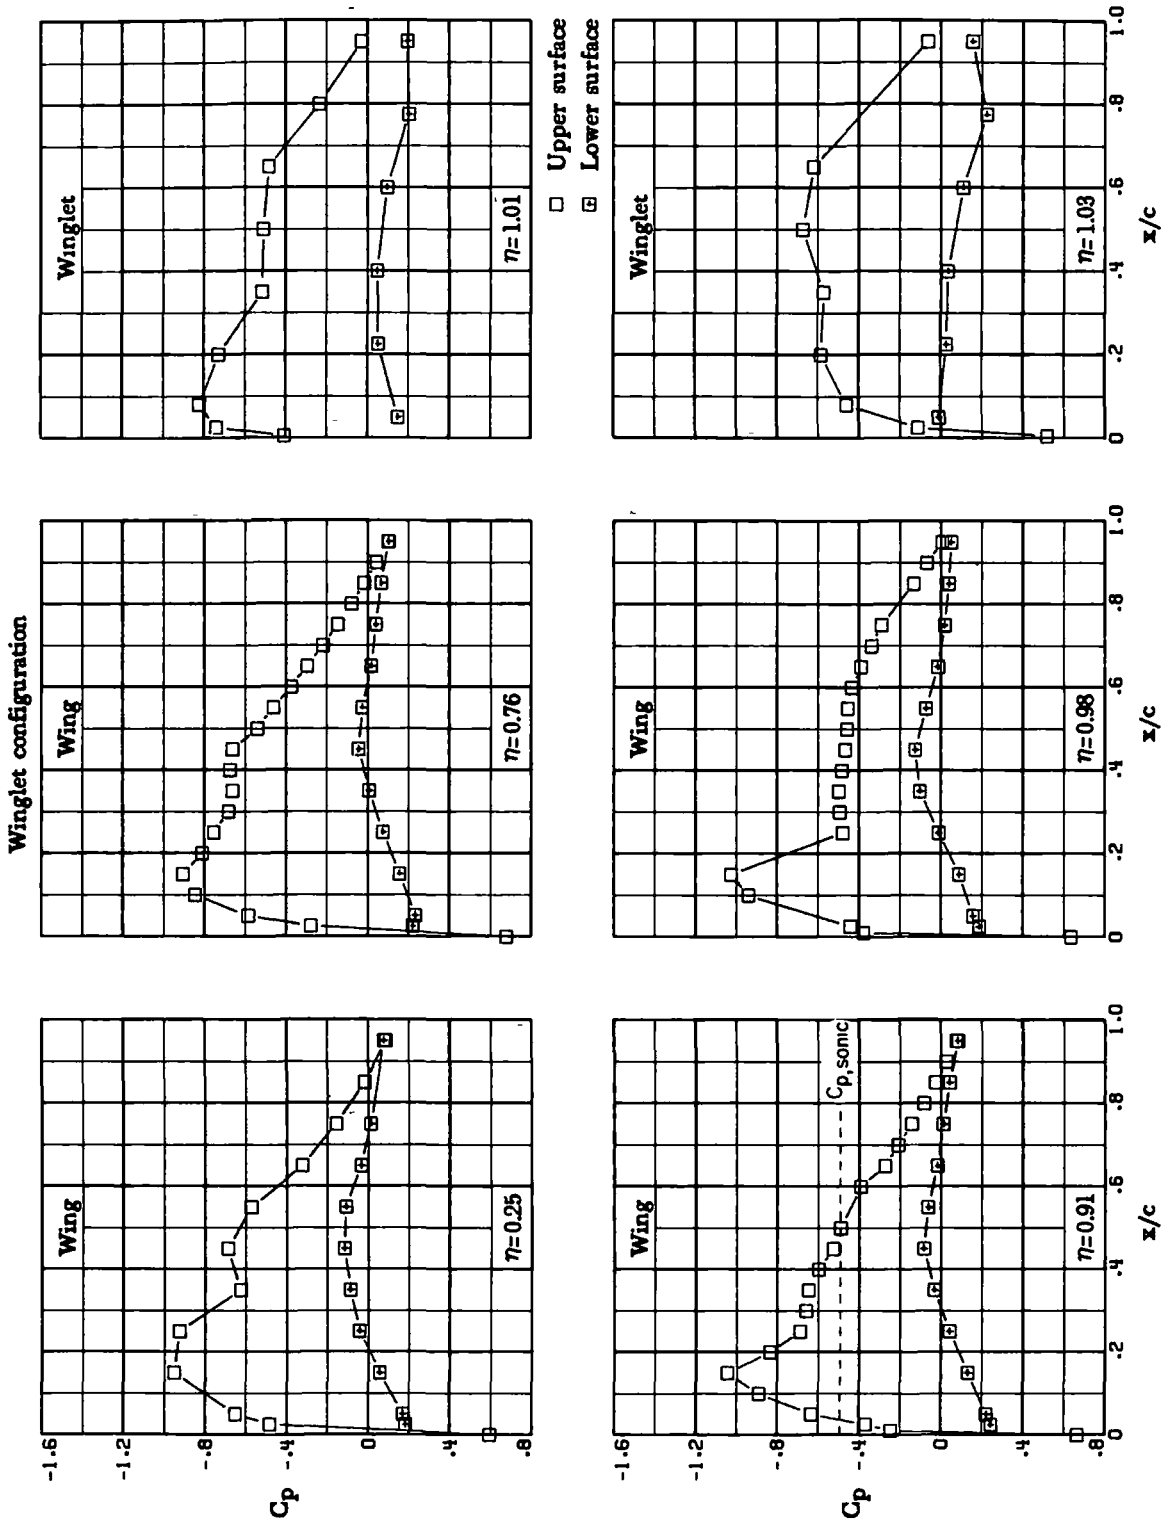 Winglet configuration
Wing
η=0.25
Wing
η=0.76
Winglet
η=1.01
Cp
-1.6
-1.2
-.8
-.4
0
.4
.8
□ Upper surface
⊞ Lower surface
Wing
Cp,sonic
η=0.91
Wing
η=0.98
Winglet
η=1.03
Cp
-1.6
-1.2
-.8
-.4
0
.4
.8
0 .2 .4 .6 .8 1.0
x/c
0 .2 .4 .6 .8 1.0
x/c
0 .2 .4 .6 .8 1.0
x/c